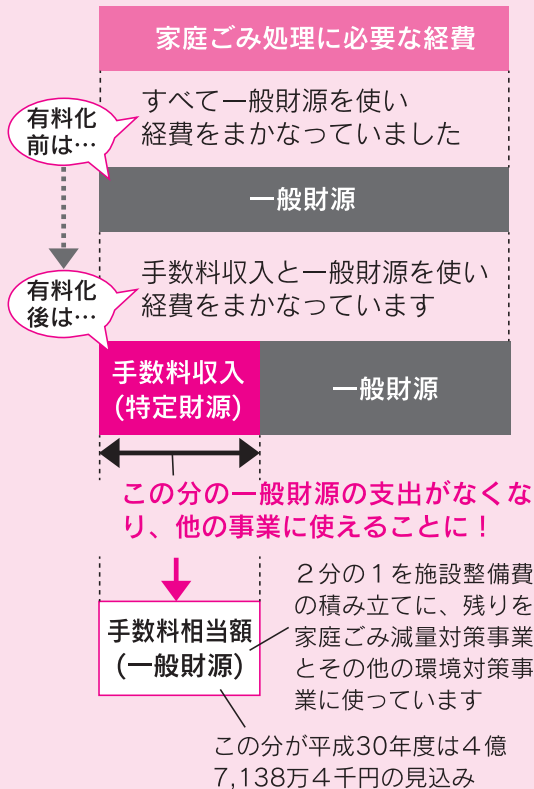 家庭ごみ処理に必要な経費
有料化
前は…
すべて一般財源を使い
経費をまかなっていました
一般財源
有料化
後は…
手数料収入と一般財源を使い
経費をまかなっています
手数料収入
(特定財源)
一般財源
この分の一般財源の支出がなくな
り、他の事業に使えることに！
手数料相当額
(一般財源)
２分の１を施設整備費
の積み立てに、残りを
家庭ごみ減量対策事業
とその他の環境対策事
業に使っています
この分が平成30年度は４億
7,138万４千円の見込み